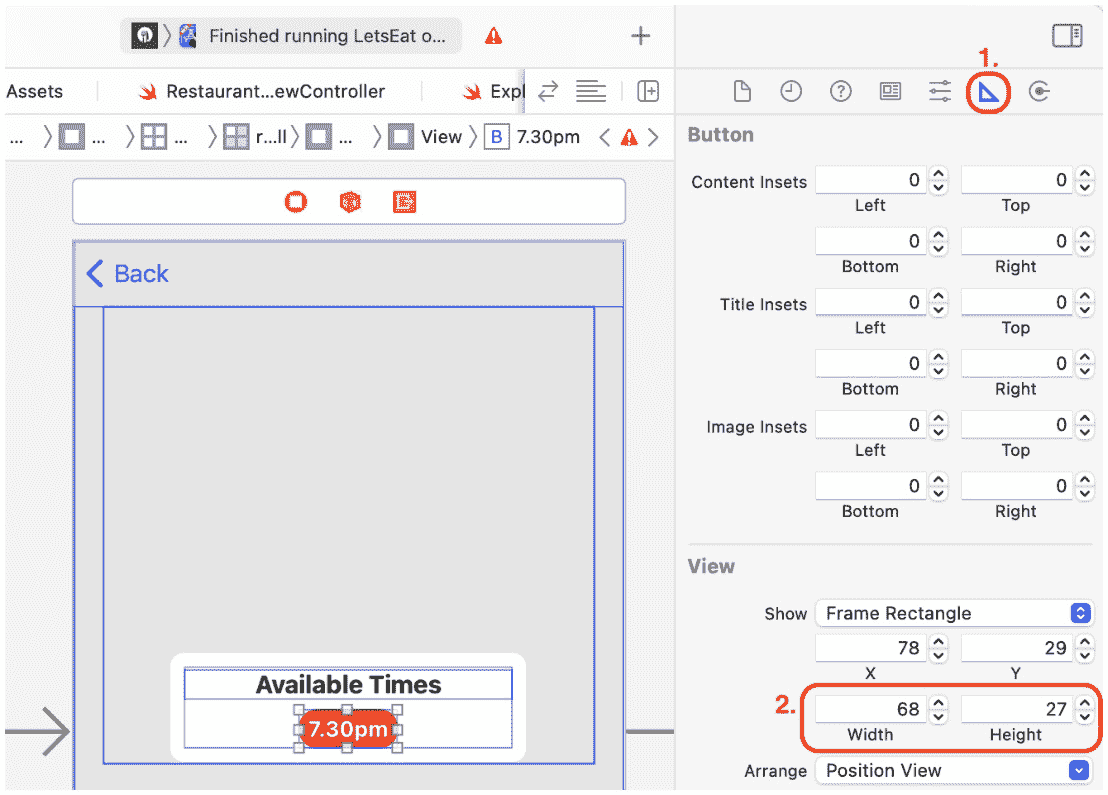 Finished running LetsEat o...
1.
Assets
Restaurant...ewController
Expl
...
...
...
r...ll
...
View
B
7.30pm
Back
Available Times
7.30pm
Button
Content Insets
0
0
Left
Top
0
0
Bottom
Right
Title Insets
0
0
Left
Top
0
0
Bottom
Right
Image Insets
0
0
Left
Top
0
0
Bottom
Right
View
Show
Frame Rectangle
78
29
X
Y
2.
68
27
Width
Height
Arrange
Position View